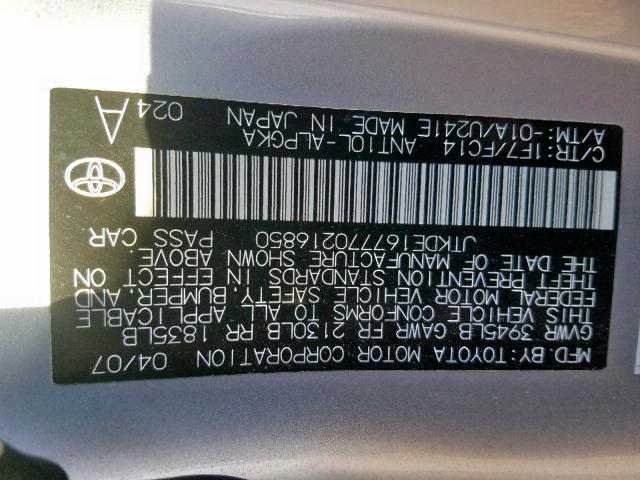 MFD.BY:TOYOTA MOTOR CORPORATION 04/07
GVWR 3945LB GAWR FR 2130LB RR 1835LB
THIS VEHICLE CONFORMS TO ALL APPLICABLE
FEDERAL MOTOR VEHICLE SAFETY, BUMPER, AND
THEFT PREVENTION STANDARDS IN EFFECT ON
THE DATE OF MANUFACTURE SHOWN ABOVE.
JTKDE167770216850 PASS CAR
C/TR:1F7/FC14 ANT10L-ALPGKA
A/TM:-01A/U241E MADE IN JAPAN
A
024